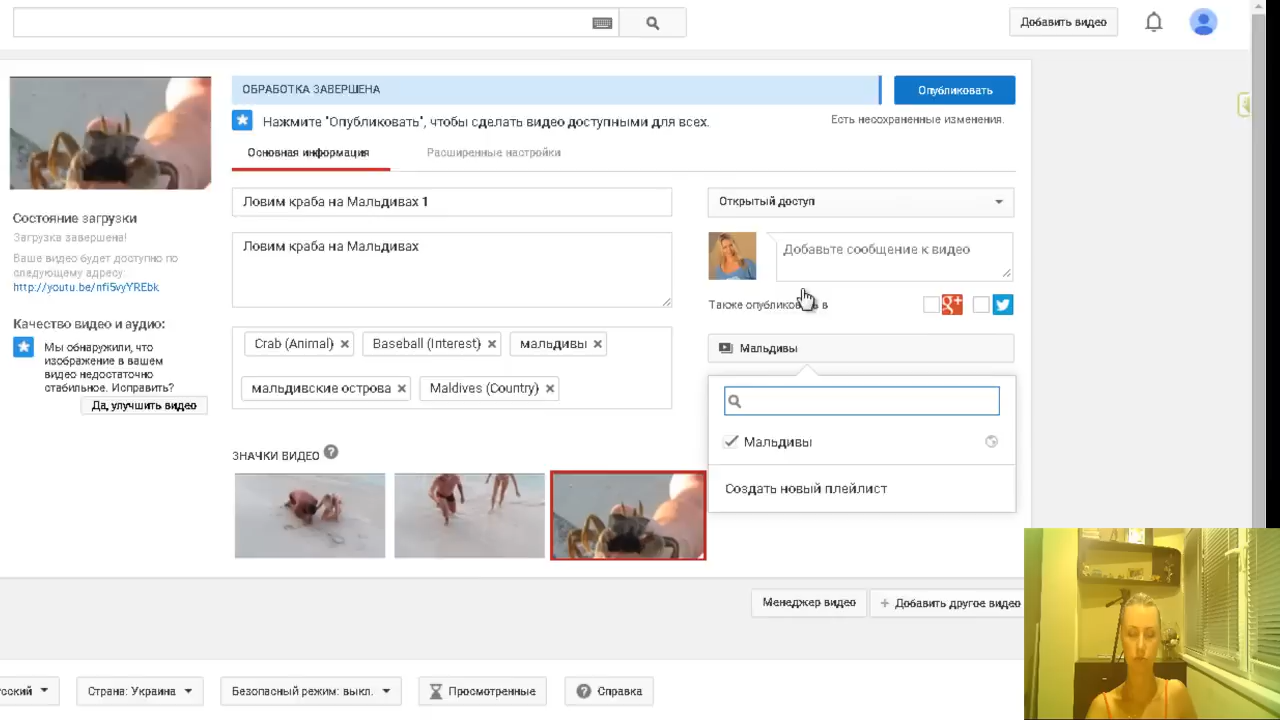 Добавить видео
ОБРАБОТКА ЗАВЕРШЕНА
Опубликовать
Нажмите "Опубликовать", чтобы сделать видео доступными для всех.
Есть несохраненные изменения.
Основная информация
Расширенные настройки
Состояние загрузки
Загрузка завершена!
Ваше видео будет доступно по
следующему адресу:
http://youtu.be/nfi5vyYREbk
Качество видео и аудио:
Мы обнаружили, что
изображение в вашем
видео недостаточно
стабильное. Исправить?
Да, улучшить видео
Ловим краба на Мальдивах 1
Ловим краба на Мальдивах
Crab (Animal)
Baseball (Interest)
мальдивы
мальдивские острова
Maldives (Country)
ЗНАЧКИ ВИДЕО ?
Открытый доступ
Добавьте сообщение к видео
Также опубликовать в
g+
Мальдивы
Мальдивы
Создать новый плейлист
Менеджер видео
+ Добавить другое видео
сский
Страна: Украина
Безопасный режим: выкл.
Просмотренные
? Справка